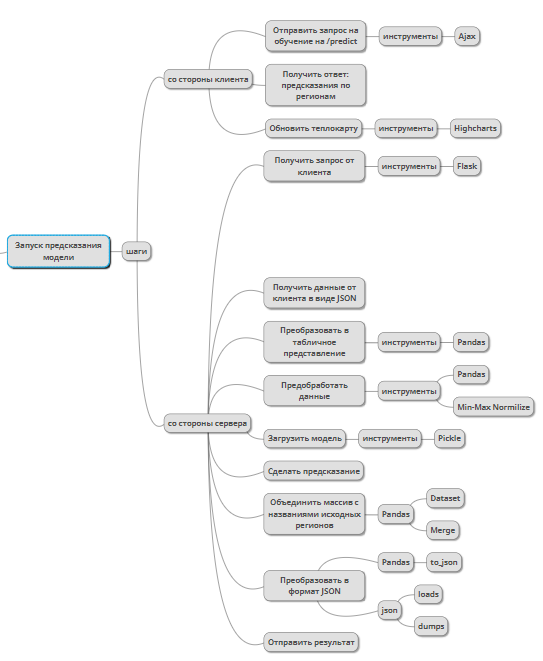 Запуск предсказания
модели
шаги
со стороны клиента
Отправить запрос на
обучение на /predict
инструменты
Ajax
Получить ответ:
предсказания по
регионам
Обновить теплокарту
инструменты
Highcharts
со стороны сервера
Получить запрос от
клиента
инструменты
Flask
Получить данные от
клиента в виде JSON
Преобразовать в
табличное
представление
инструменты
Pandas
Предобработать
данные
инструменты
Pandas
Min-Max Normilize
Загрузить модель
инструменты
Pickle
Сделать предсказание
Объединить массив с
названиями исходных
регионов
Pandas
Dataset
Merge
Преобразовать в
формат JSON
Pandas
to_json
json
loads
dumps
Отправить результат